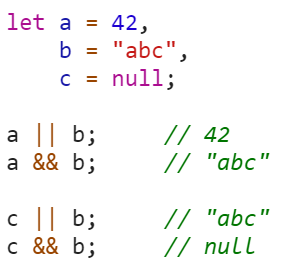 let a = 42,
    b = "abc",
    c = null;

a || b;     // 42
a && b;     // "abc"

c || b;     // "abc"
c && b;     // null